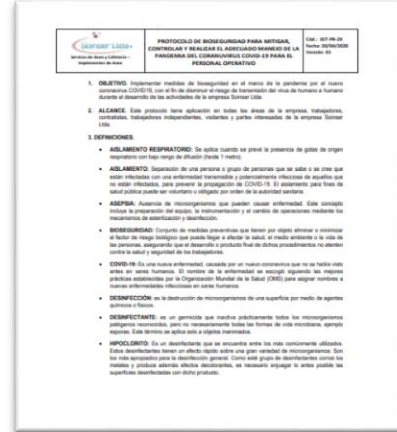 Sonser Ltda.
Servicio de Aseo y Cafetería –
Implementos de Aseo
PROTOCOLO DE BIOSEGURIDAD PARA MITIGAR,
CONTROLAR Y REALIZAR EL ADECUADO MANEJO DE LA
PANDEMIA DEL CORANUVIRUS COVID-19 PARA EL
PERSONAL OPERATIVO
Cód.: SST-PR-29
Fecha: 30/04/2020
Versión: 01
1. OBJETIVO. Implementar medidas de bioseguridad en el marco de la pandemia por el nuevo
coronavirus COVID19, con el fin de disminuir el riesgo de transmisión del virus de humano a humano
durante el desarrollo de las actividades de la empresa Sonser Ltda.
2. ALCANCE. Este protocolo tiene aplicación en todas las áreas de la empresa, trabajadores,
contratistas, trabajadores independientes, visitantes y partes interesadas de la empresa Sonser
Ltda.
3. DEFINICIONES.
• AISLAMIENTO RESPIRATORIO: Se aplica cuando se prevé la presencia de gotas de origen
respiratorio con bajo rango de difusión (hasta 1 metro).
• AISLAMIENTO: Separación de una persona o grupo de personas que se sabe o se cree que
están infectadas con una enfermedad transmisible y potencialmente infecciosa de aquellos que
no están infectados, para prevenir la propagación de COVID-19. El aislamiento para fines de
salud pública puede ser voluntario u obligado por orden de la autoridad sanitaria.
• ASEPSIA: Ausencia de microorganismos que pueden causar enfermedad. Este concepto
incluye la preparación del equipo, la instrumentación y el cambio de operaciones mediante los
mecanismos de esterilización y desinfección.
• BIOSEGURIDAD: Conjunto de medidas preventivas que tienen por objeto eliminar o minimizar
el factor de riesgo biológico que pueda llegar a afectar la salud, el medio ambiente o la vida de
las personas, asegurando que el desarrollo o producto final de dichos procedimientos no atenten
contra la salud y seguridad de los trabajadores.
• COVID-19: Es una nueva enfermedad, causada por un nuevo coronavirus que no se había visto
antes en seres humanos. El nombre de la enfermedad se escogió siguiendo las mejores
prácticas establecidas por la Organización Mundial de la Salud (OMS) para asignar nombres a
nuevas enfermedades infecciosas en seres humanos.
• DESINFECCIÓN: es la destrucción de microorganismos de una superficie por medio de agentes
químicos o físicos.
• DESINFECTANTE: es un germicida que inactiva prácticamente todos los microorganismos
patógenos reconocidos, pero no necesariamente todas las formas de vida microbiana, ejemplo
esporas. Este término se aplica solo a objetos inanimados.
• HIPOCLORITO: Es un desinfectante que se encuentra entre los más comúnmente utilizados.
Estos desinfectantes tienen un efecto rápido sobre una gran variedad de microorganismos. Son
los más apropiados para la desinfección general. Como este grupo de desinfectantes corroe los
metales y produce además efectos decolorantes, es necesario enjuagar lo antes posible las
superficies desinfectadas con dicho producto.